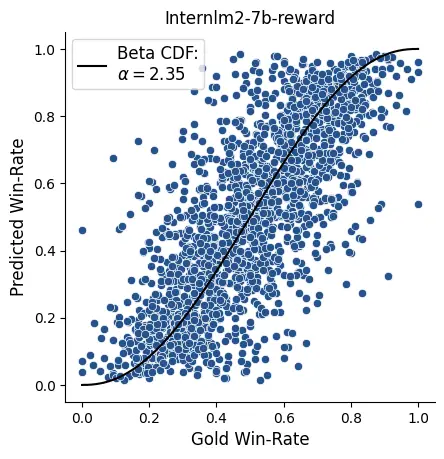 Internlm2-7b-reward
Beta CDF:
α = 2.35
Predicted Win-Rate
1.0
0.8
0.6
0.4
0.2
0.0
0.0 0.2 0.4 0.6 0.8 1.0
Gold Win-Rate